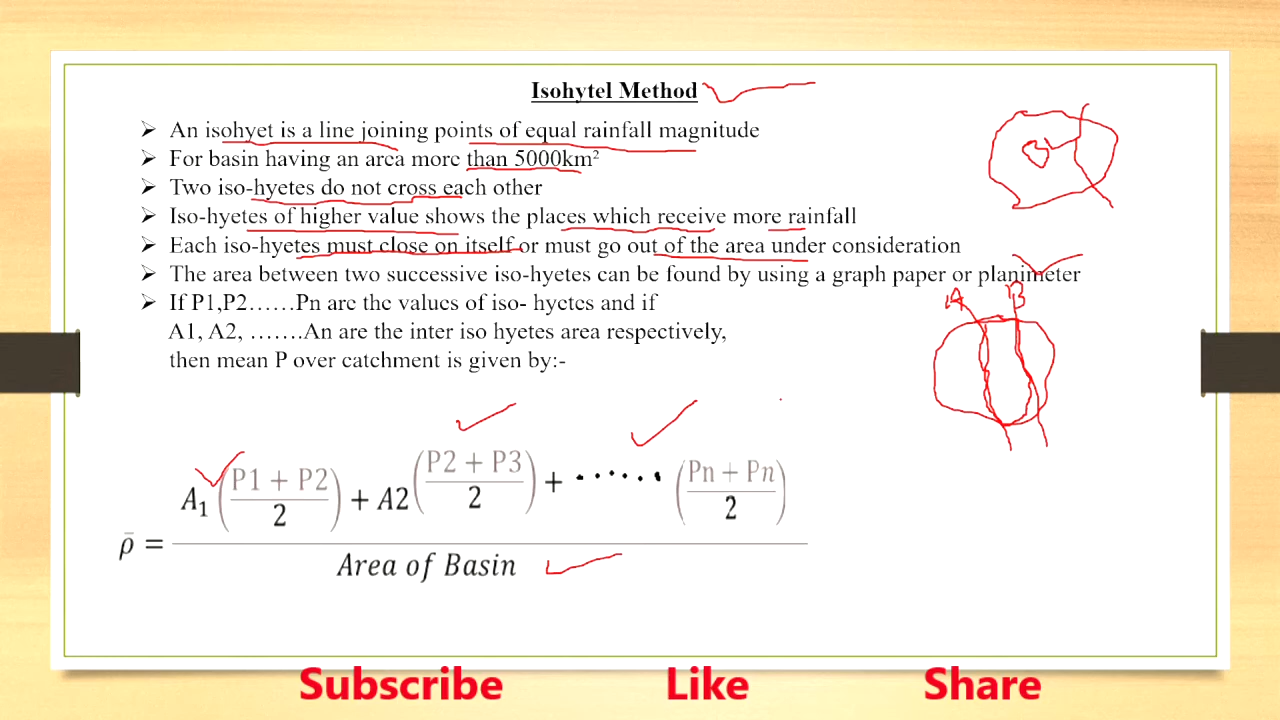 Isohytel Method
➢ An isohyet is a line joining points of equal rainfall magnitude
➢ For basin having an area more than 5000km²
➢ Two iso-hyetes do not cross each other
➢ Iso-hyetes of higher value shows the places which receive more rainfall
➢ Each iso-hyetes must close on itself or must go out of the area under consideration
➢ The area between two successive iso-hyetes can be found by using a graph paper or planimeter
➢ If P1,P2……Pn are the values of iso- hyetes and if
A1, A2, …….An are the inter iso hyetes area respectively,
then mean P over catchment is given by:-
A B
ρ̄ = (A₁((P1 + P2)/2) + A2((P2 + P3)/2) + ⋯⋯ ((Pn + Pn)/2)) / Area of Basin
Subscribe Like Share